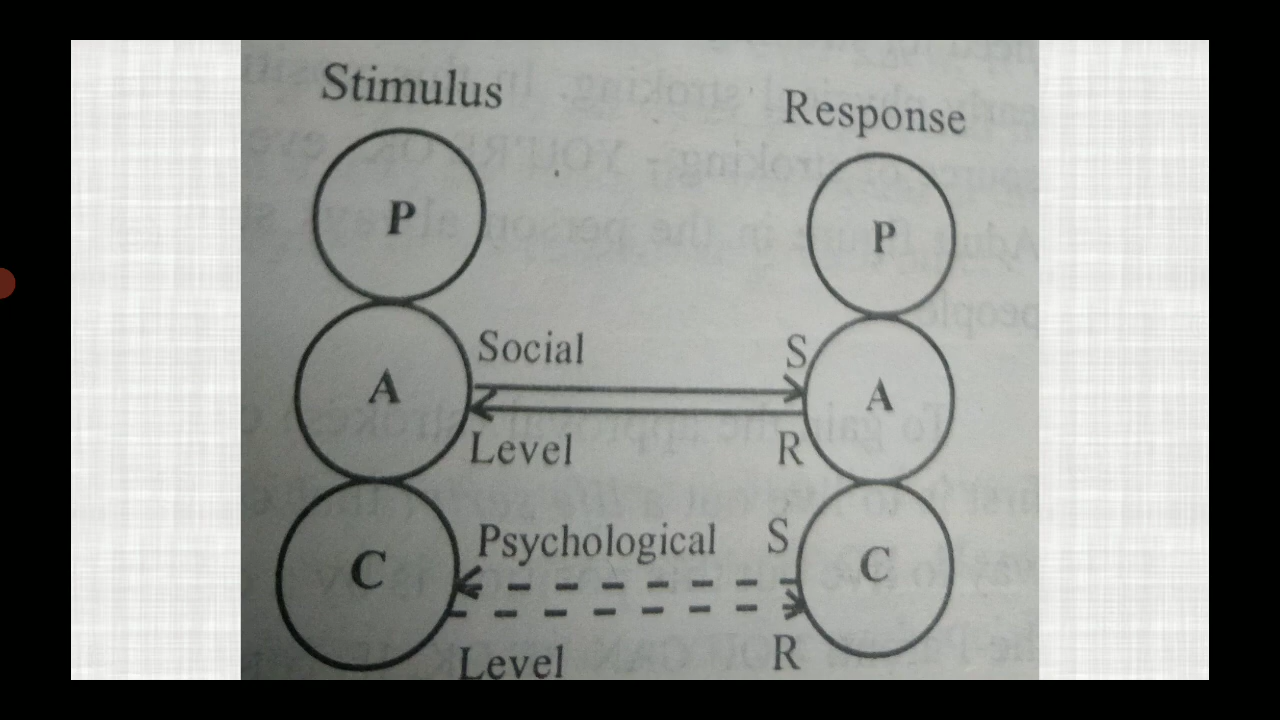 Stimulus
Response
P
P
Social
S
A
A
Level
R
Psychological
S
C
C
Level
R